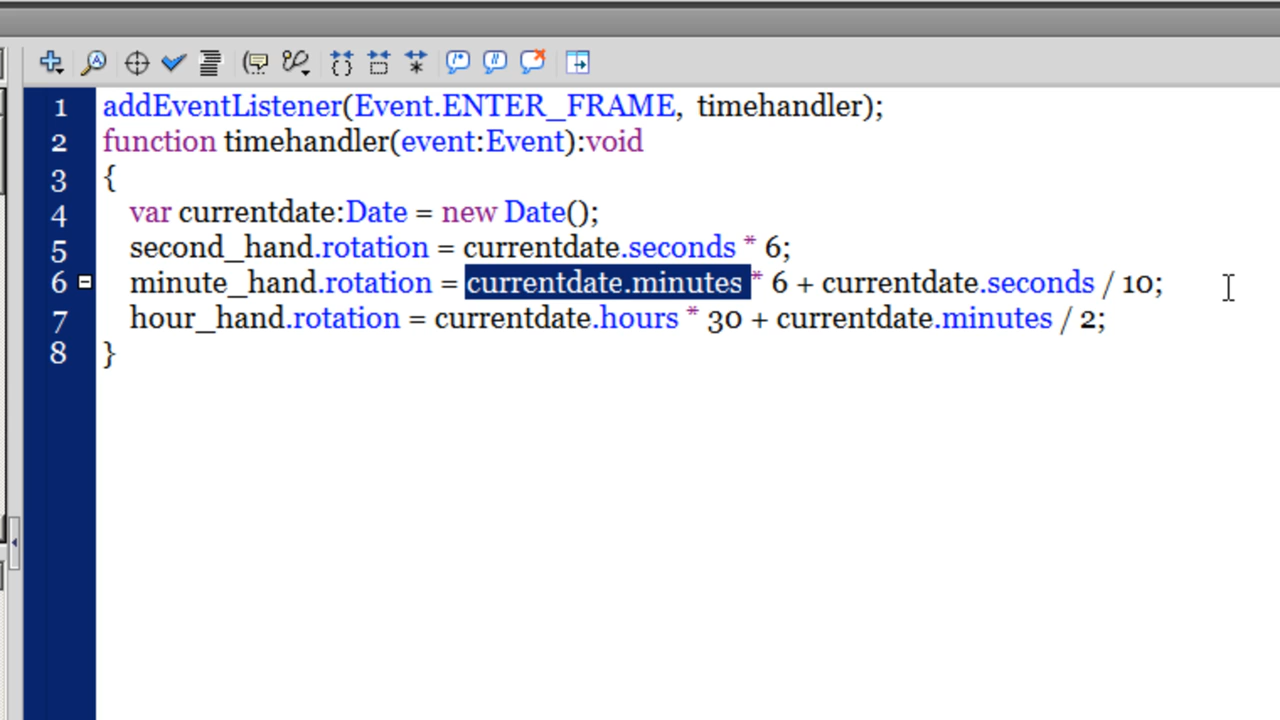 1 addEventListener(Event.ENTER_FRAME, timehandler);
2 function timehandler(event:Event):void
3 {
4 var currentdate:Date = new Date();
5 second_hand.rotation = currentdate.seconds * 6;
6 minute_hand.rotation = currentdate.minutes * 6 + currentdate.seconds / 10;
7 hour_hand.rotation = currentdate.hours * 30 + currentdate.minutes / 2;
8 }